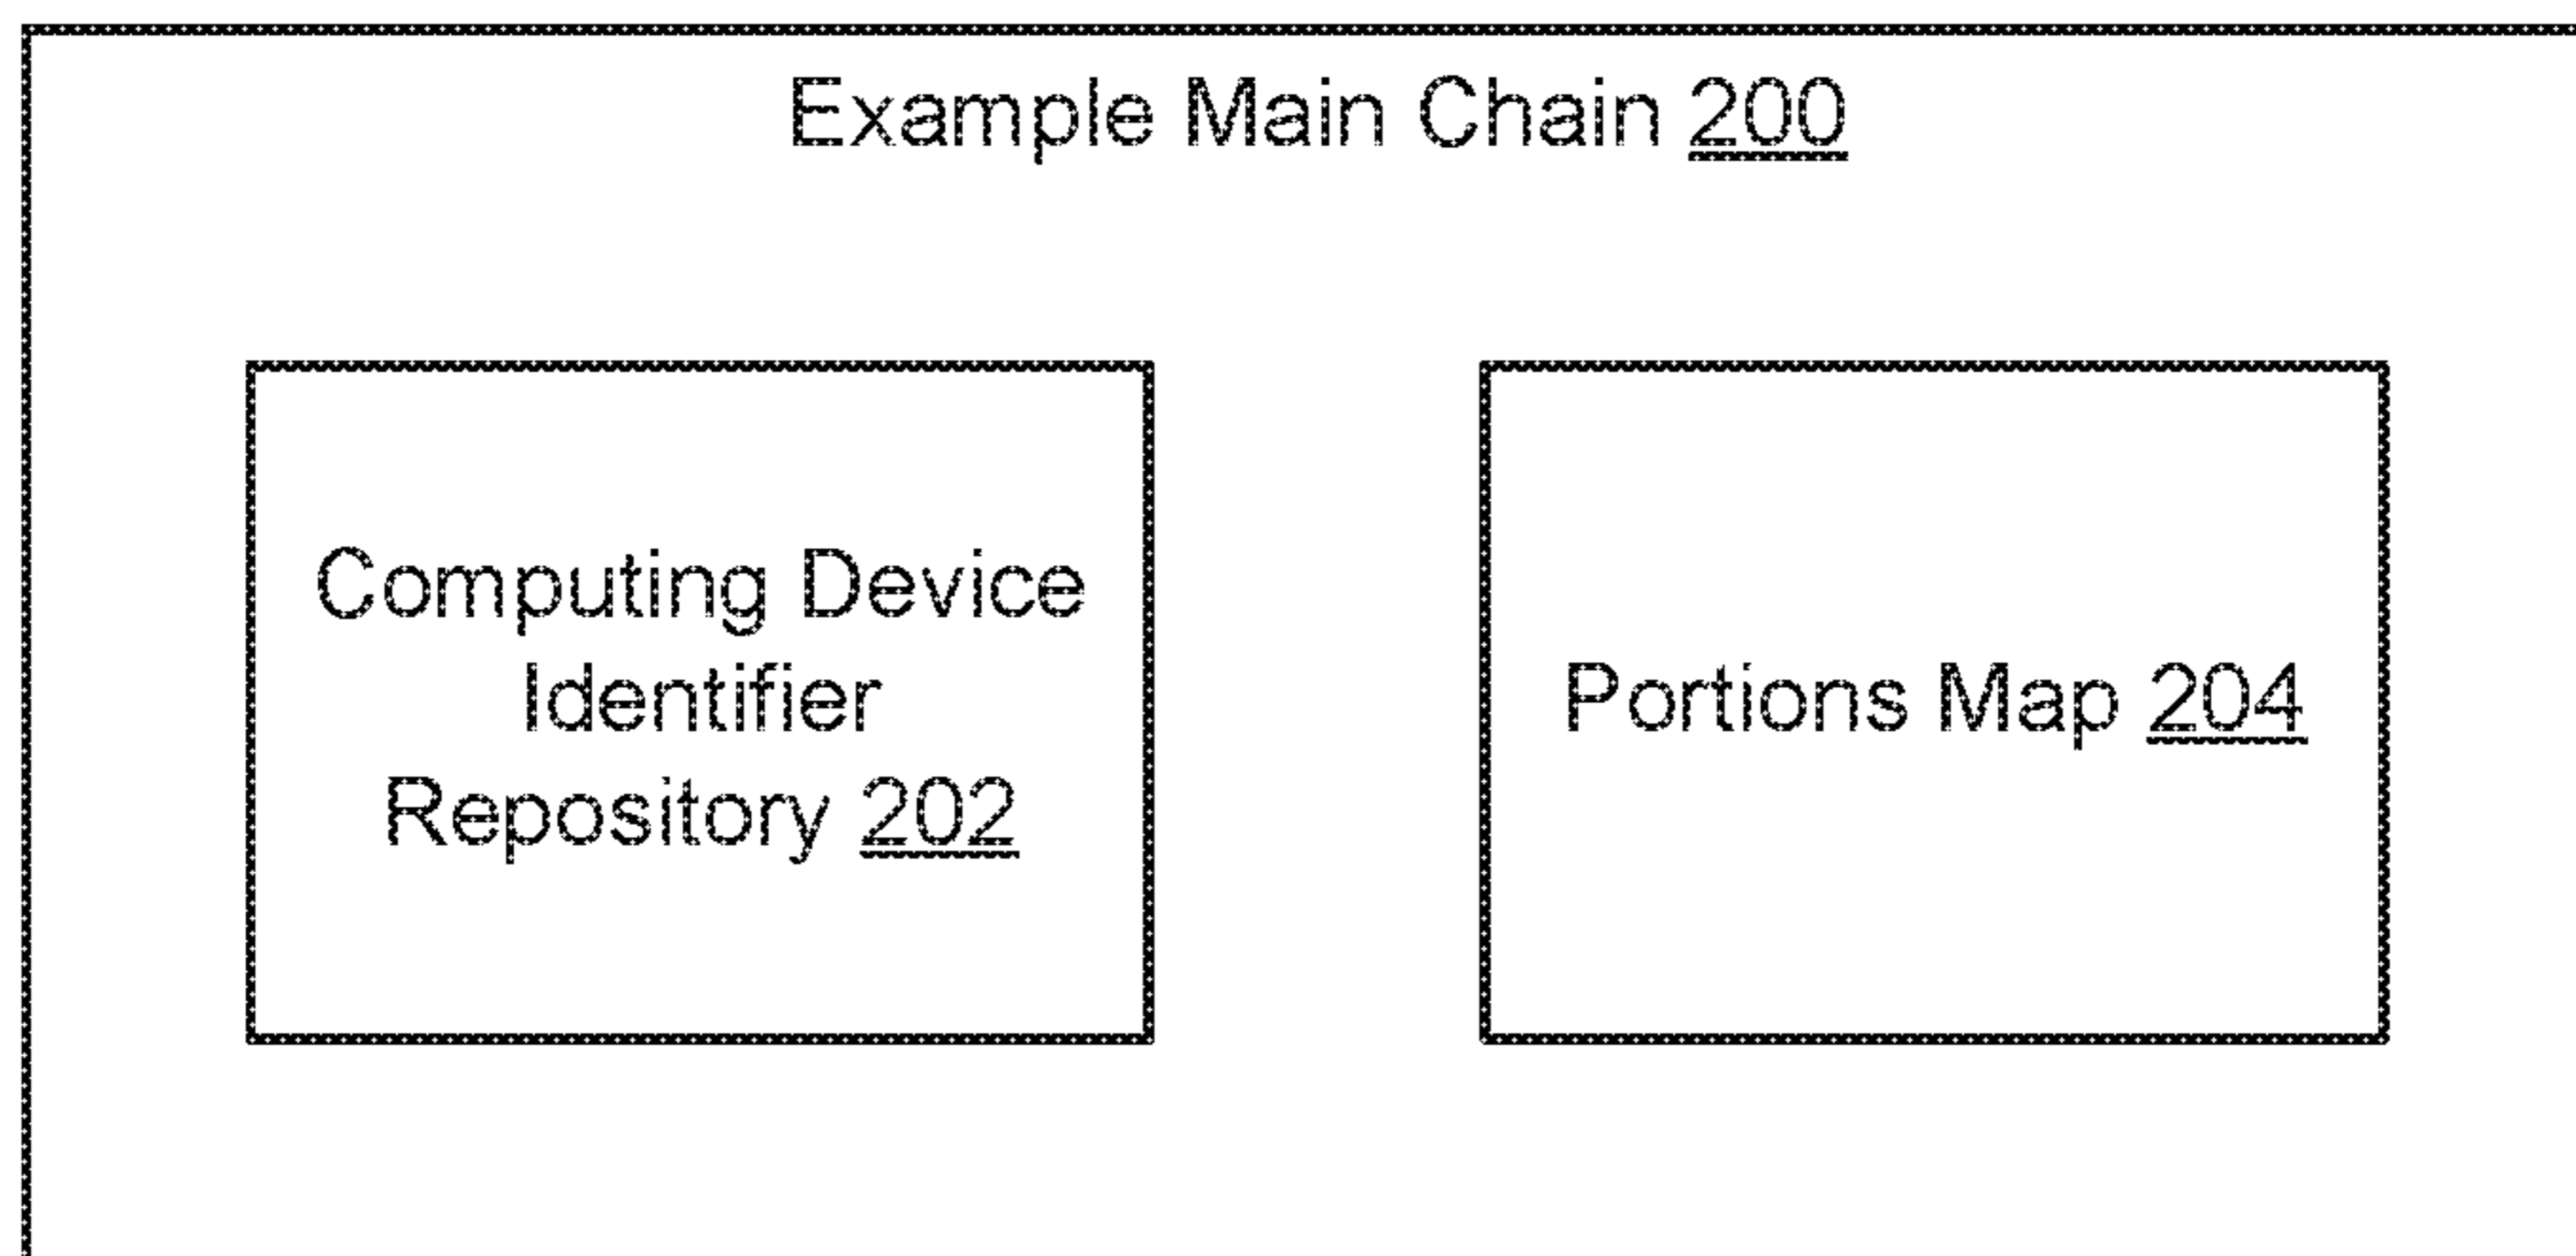 Example Main Chain 200
Computing Device
Identifier
Repository 202
Portions Map 204